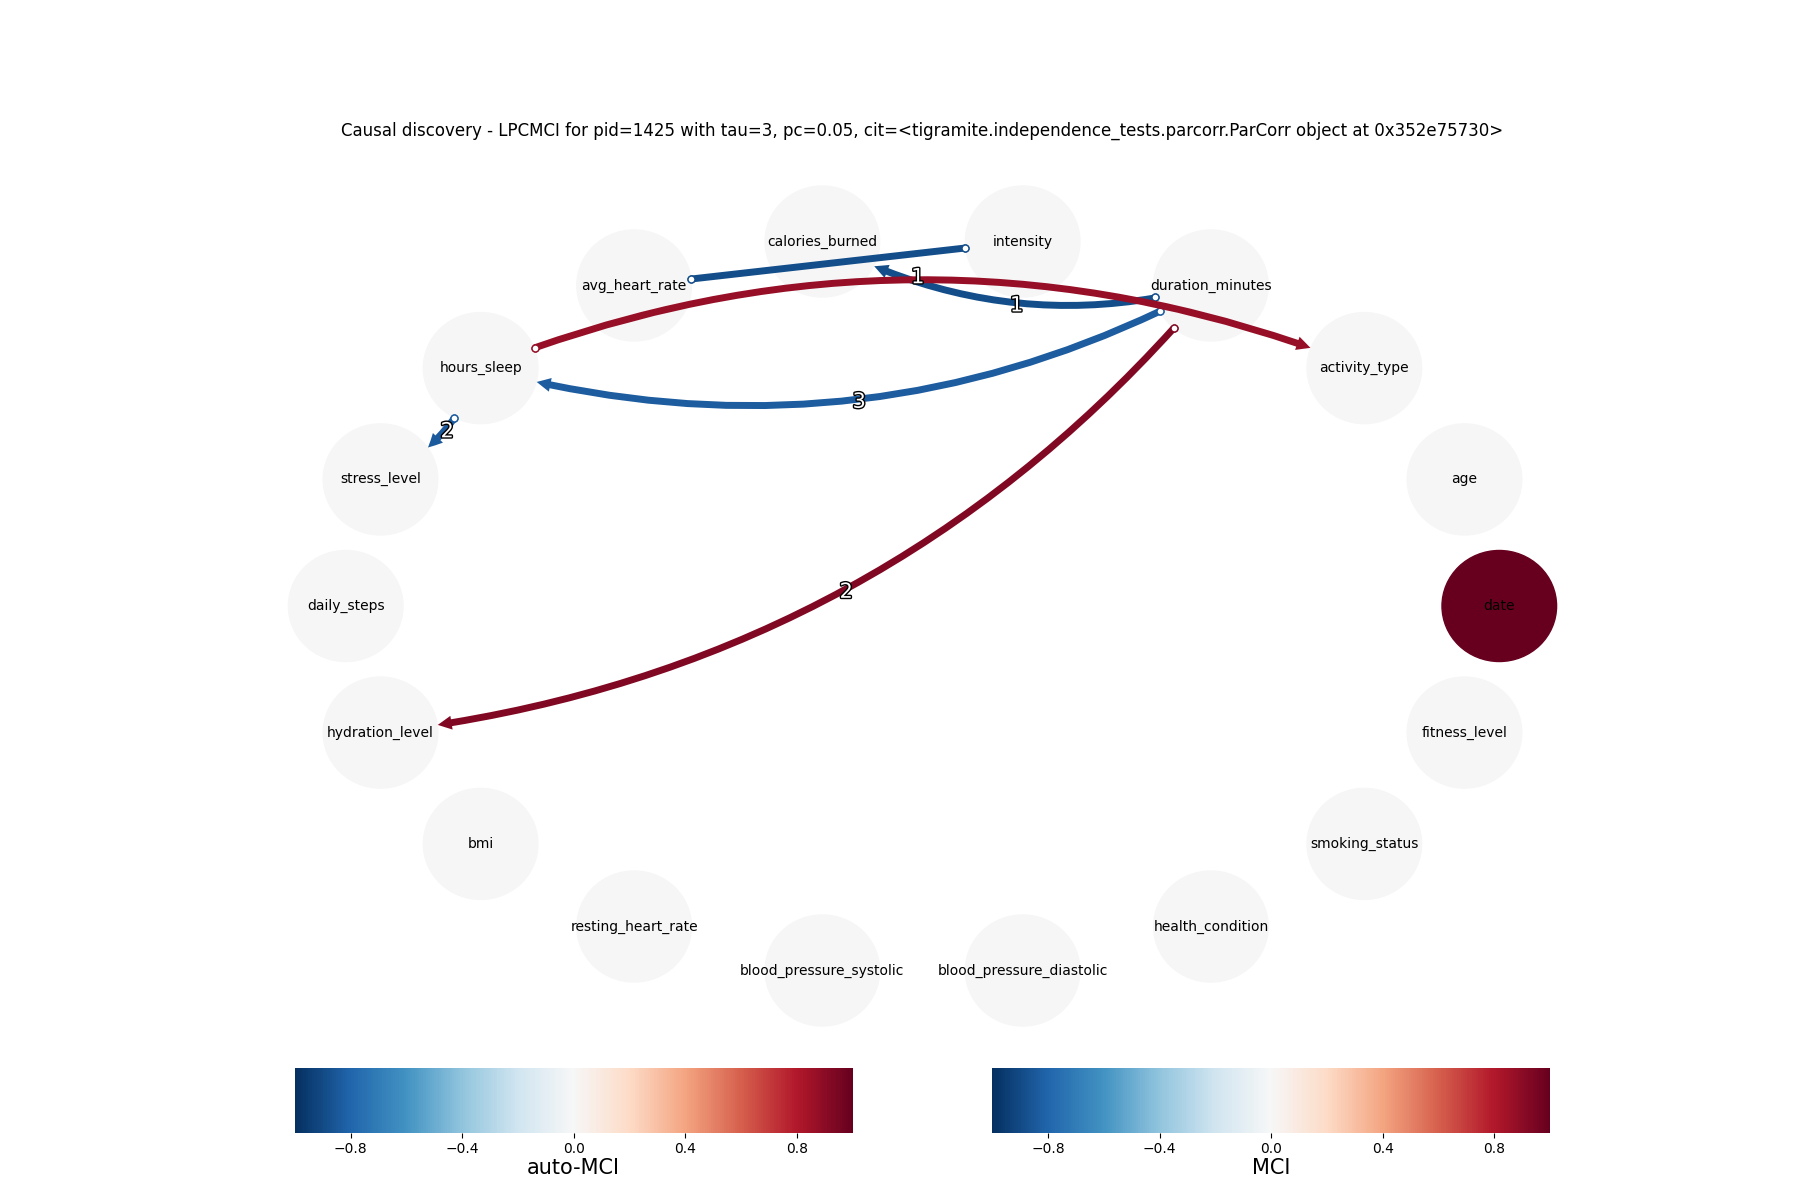 Causal discovery - LPCMCI for pid=1425 with tau=3, pc=0.05, cit=<tigramite.independence_tests.parcorr.ParCorr object at 0x352e75730>
calories_burned
intensity
avg_heart_rate
duration_minutes
1
1
hours_sleep
activity_type
3
2
stress_level
age
2
daily_steps
date
hydration_level
fitness_level
bmi
smoking_status
resting_heart_rate
health_condition
blood_pressure_systolic
blood_pressure_diastolic
−0.8 −0.4 0.0 0.4 0.8
auto-MCI
−0.8 −0.4 0.0 0.4 0.8
MCI